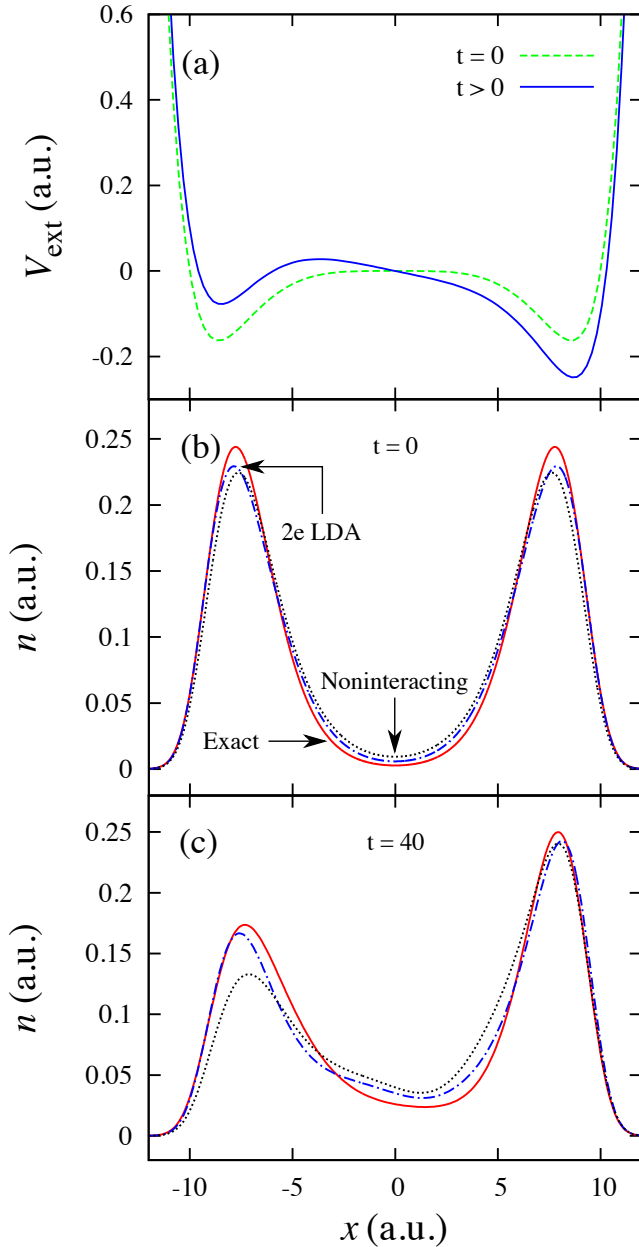 0.6
0.4
0.2
0
-0.2
V_ext (a.u.)
(a)
t = 0
t > 0
0.25
0.2
0.15
0.1
0.05
0
n (a.u.)
(b)
t = 0
2e LDA
Noninteracting
Exact
0.25
0.2
0.15
0.1
0.05
0
n (a.u.)
(c)
t = 40
-10 -5 0 5 10
x (a.u.)